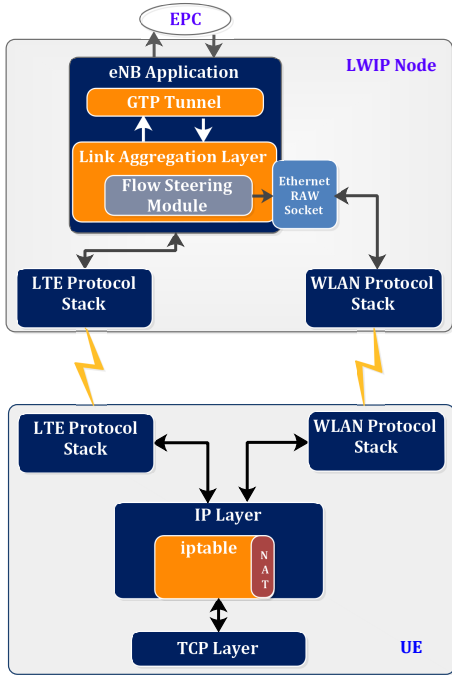 EPC
LWIP Node
eNB Application
GTP Tunnel
Link Aggregation Layer
Flow Steering
Module
Ethernet
RAW
Socket
LTE Protocol
Stack
WLAN Protocol
Stack
LTE Protocol
Stack
WLAN Protocol
Stack
IP Layer
iptable
N
A
T
TCP Layer
UE